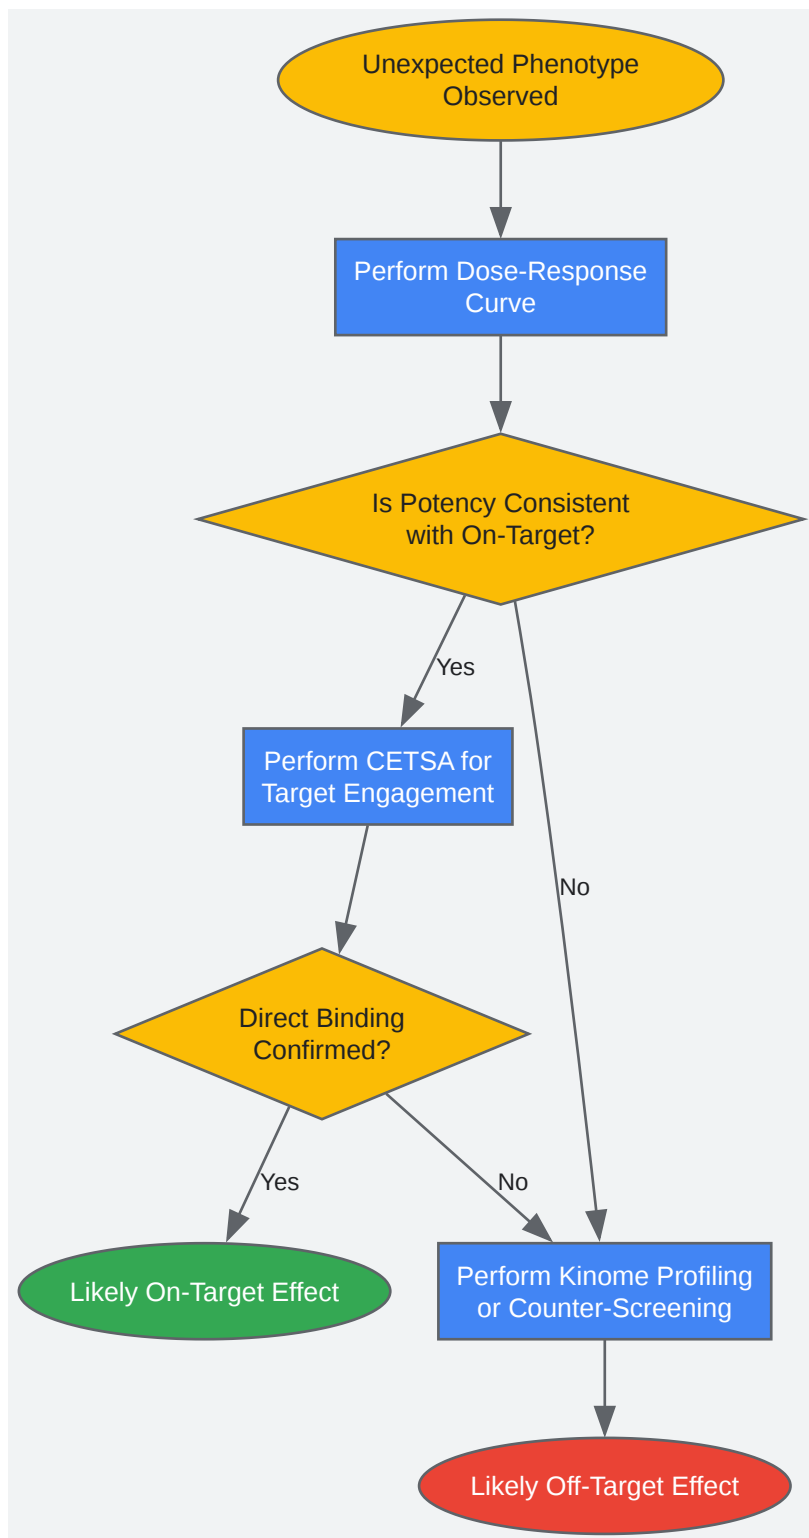 Unexpected Phenotype
Observed
Perform Dose-Response
Curve
Is Potency Consistent
with On-Target?
Yes
Perform CETSA for
Target Engagement
No
Direct Binding
Confirmed?
Yes
No
Likely On-Target Effect
Perform Kinome Profiling
or Counter-Screening
Likely Off-Target Effect